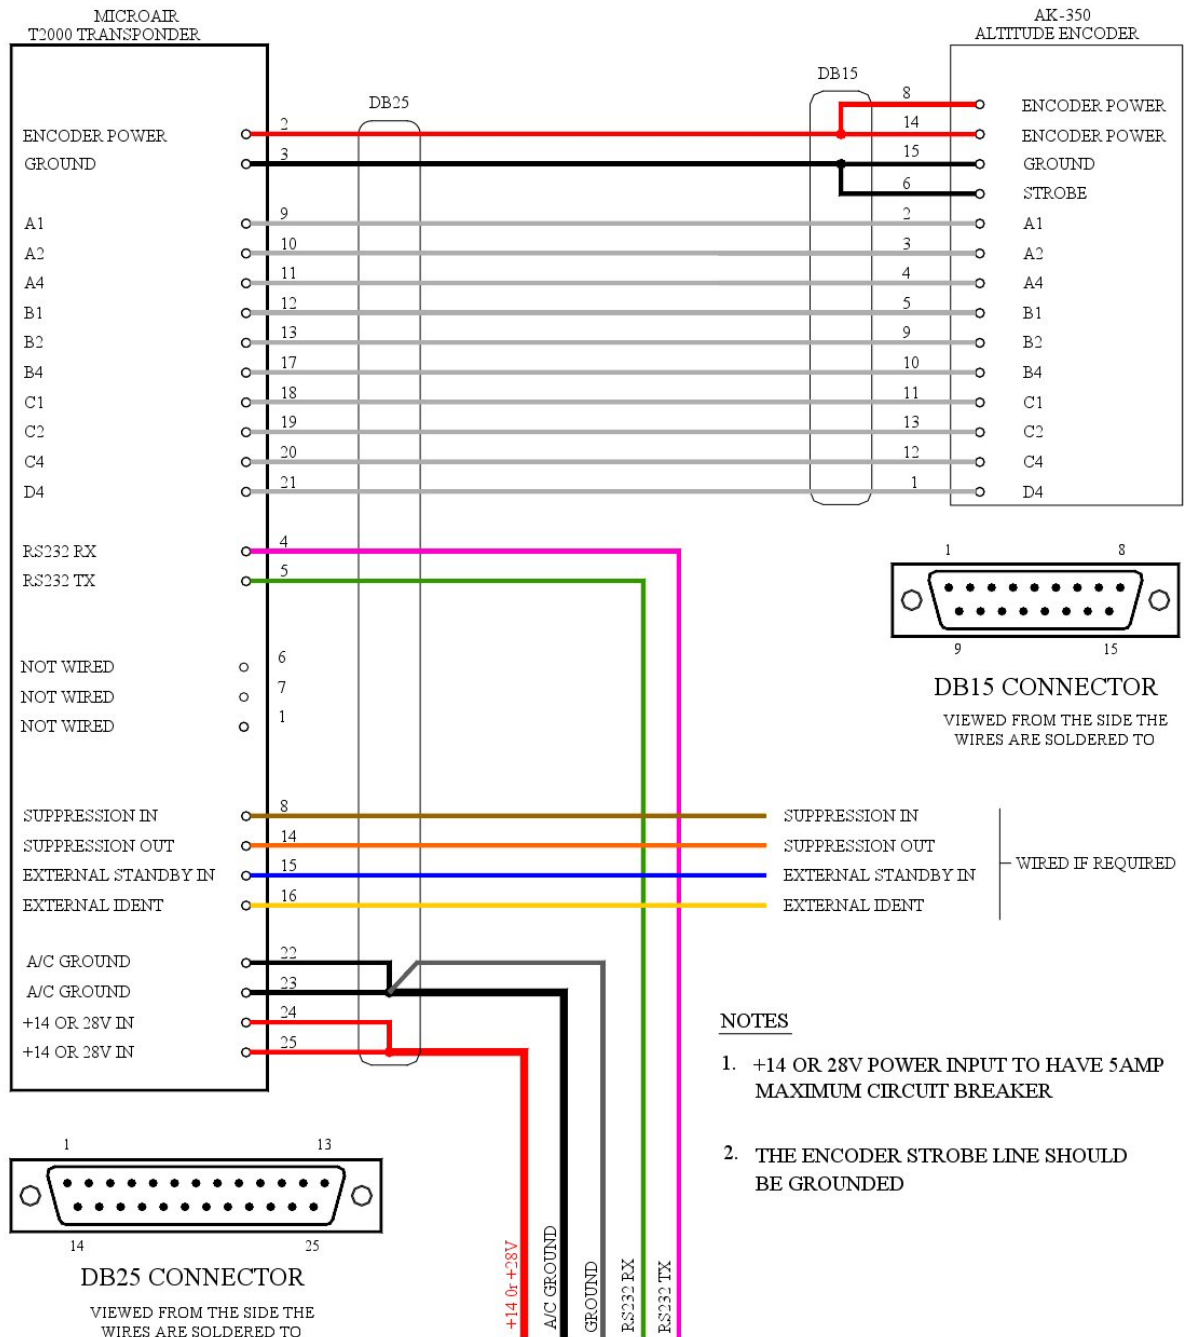 MICROAIR
T2000 TRANSPONDER
AK-350
ALTITUDE ENCODER
DB25
DB15
ENCODER POWER 2 8 ENCODER POWER
14 ENCODER POWER
GROUND 3 15 GROUND
6 STROBE
A1 9 2 A1
A2 10 3 A2
A4 11 4 A4
B1 12 5 B1
B2 13 9 B2
B4 17 10 B4
C1 18 11 C1
C2 19 13 C2
C4 20 12 C4
D4 21 1 D4
RS232 RX 4
RS232 TX 5
NOT WIRED 6
NOT WIRED 7
NOT WIRED 1
1 8
9 15
DB15 CONNECTOR
VIEWED FROM THE SIDE THE
WIRES ARE SOLDERED TO
SUPPRESSION IN 8 SUPPRESSION IN
SUPPRESSION OUT 14 SUPPRESSION OUT
EXTERNAL STANDBY IN 15 EXTERNAL STANDBY IN
EXTERNAL IDENT 16 EXTERNAL IDENT
WIRED IF REQUIRED
A/C GROUND 22
A/C GROUND 23
+14 OR 28V IN 24
+14 OR 28V IN 25
NOTES
1. +14 OR 28V POWER INPUT TO HAVE 5AMP
MAXIMUM CIRCUIT BREAKER
2. THE ENCODER STROBE LINE SHOULD
BE GROUNDED
1 13
14 25
DB25 CONNECTOR
VIEWED FROM THE SIDE THE
WIRES ARE SOLDERED TO
+14 0r +28V
A/C GROUND
GROUND
RS232 RX
RS232 TX